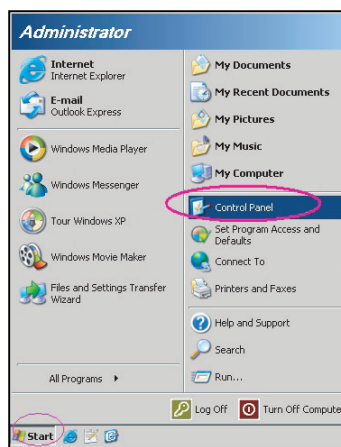 Administrator
Internet
Internet Explorer
E-mail
Outlook Express
Windows Media Player
Windows Messenger
Tour Windows XP
Windows Movie Maker
Files and Settings Transfer
Wizard
All Programs
My Documents
My Recent Documents
My Pictures
My Music
My Computer
Control Panel
Set Program Access and
Defaults
Connect To
Printers and Faxes
Help and Support
Search
Run...
Log Off
Turn Off Compute
Start